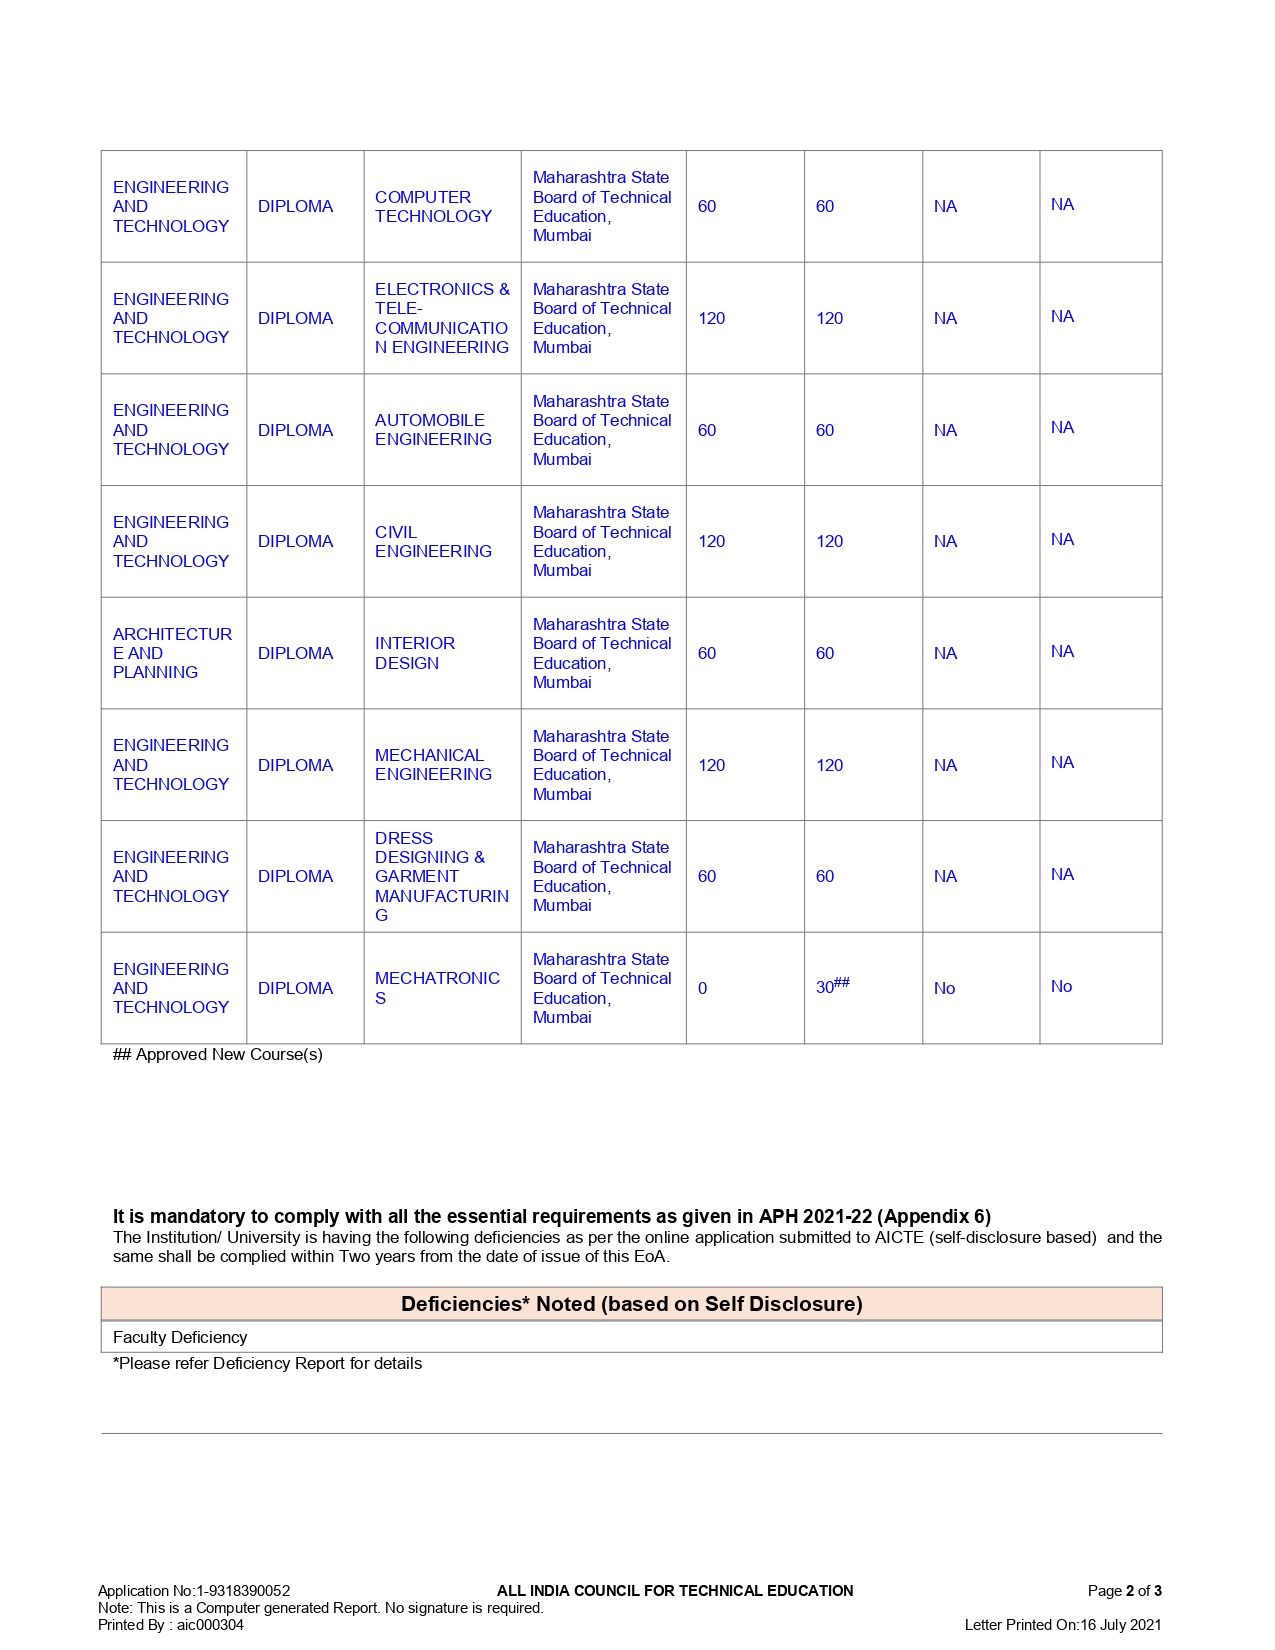 ENGINEERING
AND
TECHNOLOGY
DIPLOMA
COMPUTER
TECHNOLOGY
Maharashtra State
Board of Technical
Education,
Mumbai
60
60
NA
NA
ENGINEERING
AND
TECHNOLOGY
DIPLOMA
ELECTRONICS &
TELE-
COMMUNICATIO
N ENGINEERING
Maharashtra State
Board of Technical
Education,
Mumbai
120
120
NA
NA
ENGINEERING
AND
TECHNOLOGY
DIPLOMA
AUTOMOBILE
ENGINEERING
Maharashtra State
Board of Technical
Education,
Mumbai
60
60
NA
NA
ENGINEERING
AND
TECHNOLOGY
DIPLOMA
CIVIL
ENGINEERING
Maharashtra State
Board of Technical
Education,
Mumbai
120
120
NA
NA
ARCHITECTUR
E AND
PLANNING
DIPLOMA
INTERIOR
DESIGN
Maharashtra State
Board of Technical
Education,
Mumbai
60
60
NA
NA
ENGINEERING
AND
TECHNOLOGY
DIPLOMA
MECHANICAL
ENGINEERING
Maharashtra State
Board of Technical
Education,
Mumbai
120
120
NA
NA
ENGINEERING
AND
TECHNOLOGY
DIPLOMA
DRESS
DESIGNING &
GARMENT
MANUFACTURIN
G
Maharashtra State
Board of Technical
Education,
Mumbai
60
60
NA
NA
ENGINEERING
AND
TECHNOLOGY
DIPLOMA
MECHATRONIC
S
Maharashtra State
Board of Technical
Education,
Mumbai
0
30##
No
No
## Approved New Course(s)
It is mandatory to comply with all the essential requirements as given in APH 2021-22 (Appendix 6)
The Institution/ University is having the following deficiencies as per the online application submitted to AICTE (self-disclosure based) and the
same shall be complied within Two years from the date of issue of this EoA.
Deficiencies* Noted (based on Self Disclosure)
Faculty Deficiency
*Please refer Deficiency Report for details
Application No:1-9318390052 ALL INDIA COUNCIL FOR TECHNICAL EDUCATION Page 2 of 3
Note: This is a Computer generated Report. No signature is required.
Printed By : aic000304 Letter Printed On:16 July 2021